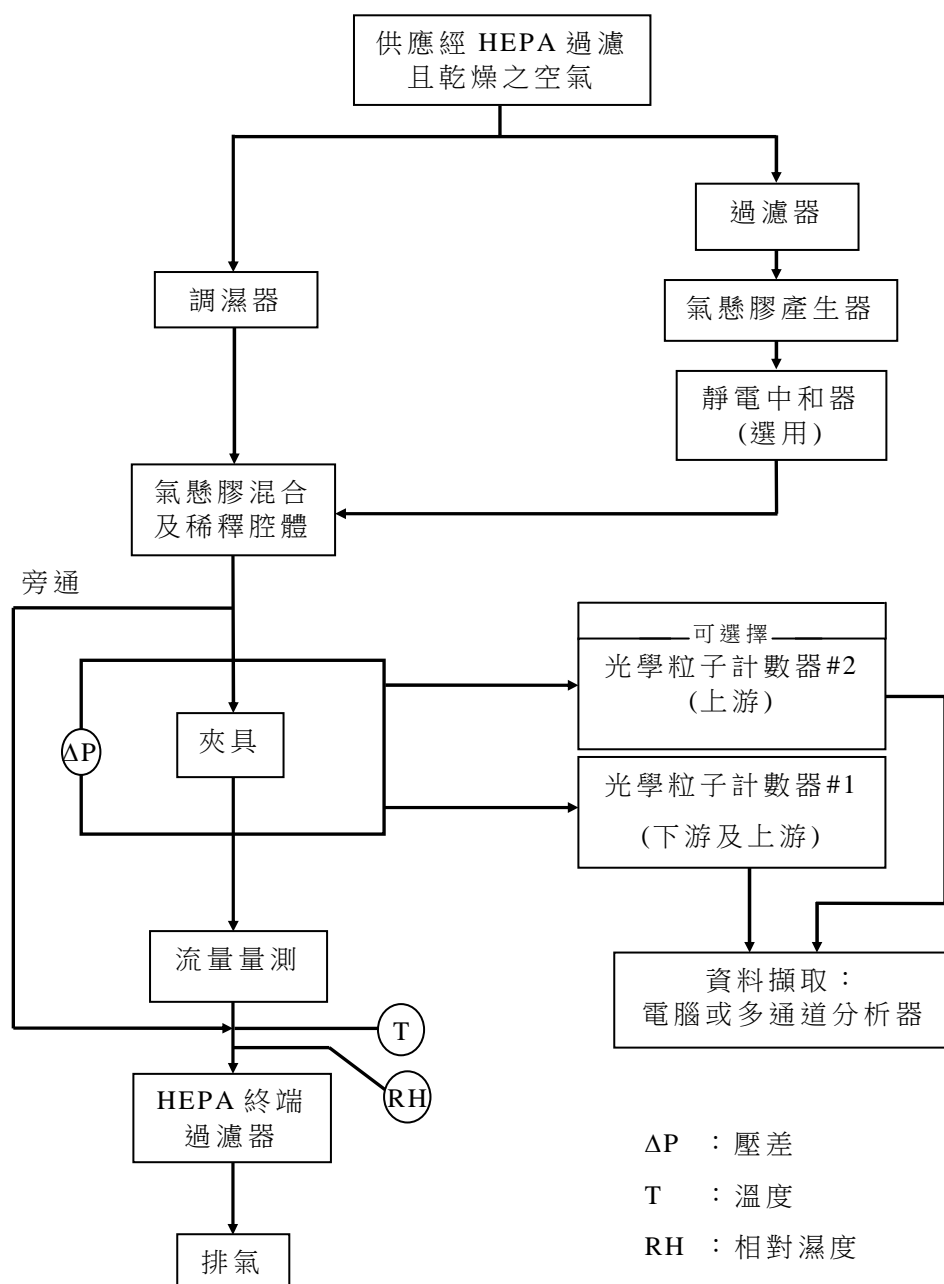 供應經 HEPA 過濾
且乾燥之空氣
過濾器
調濕器
氣懸膠產生器
靜電中和器
(選用)
氣懸膠混合
及稀釋腔體
旁通
可選擇
光學粒子計數器#2
(上游)
ΔP
夾具
光學粒子計數器#1
(下游及上游)
流量量測
資料擷取：
電腦或多通道分析器
T
RH
HEPA 終端
過濾器
排氣
ΔP ：壓差
T ：溫度
RH ：相對濕度